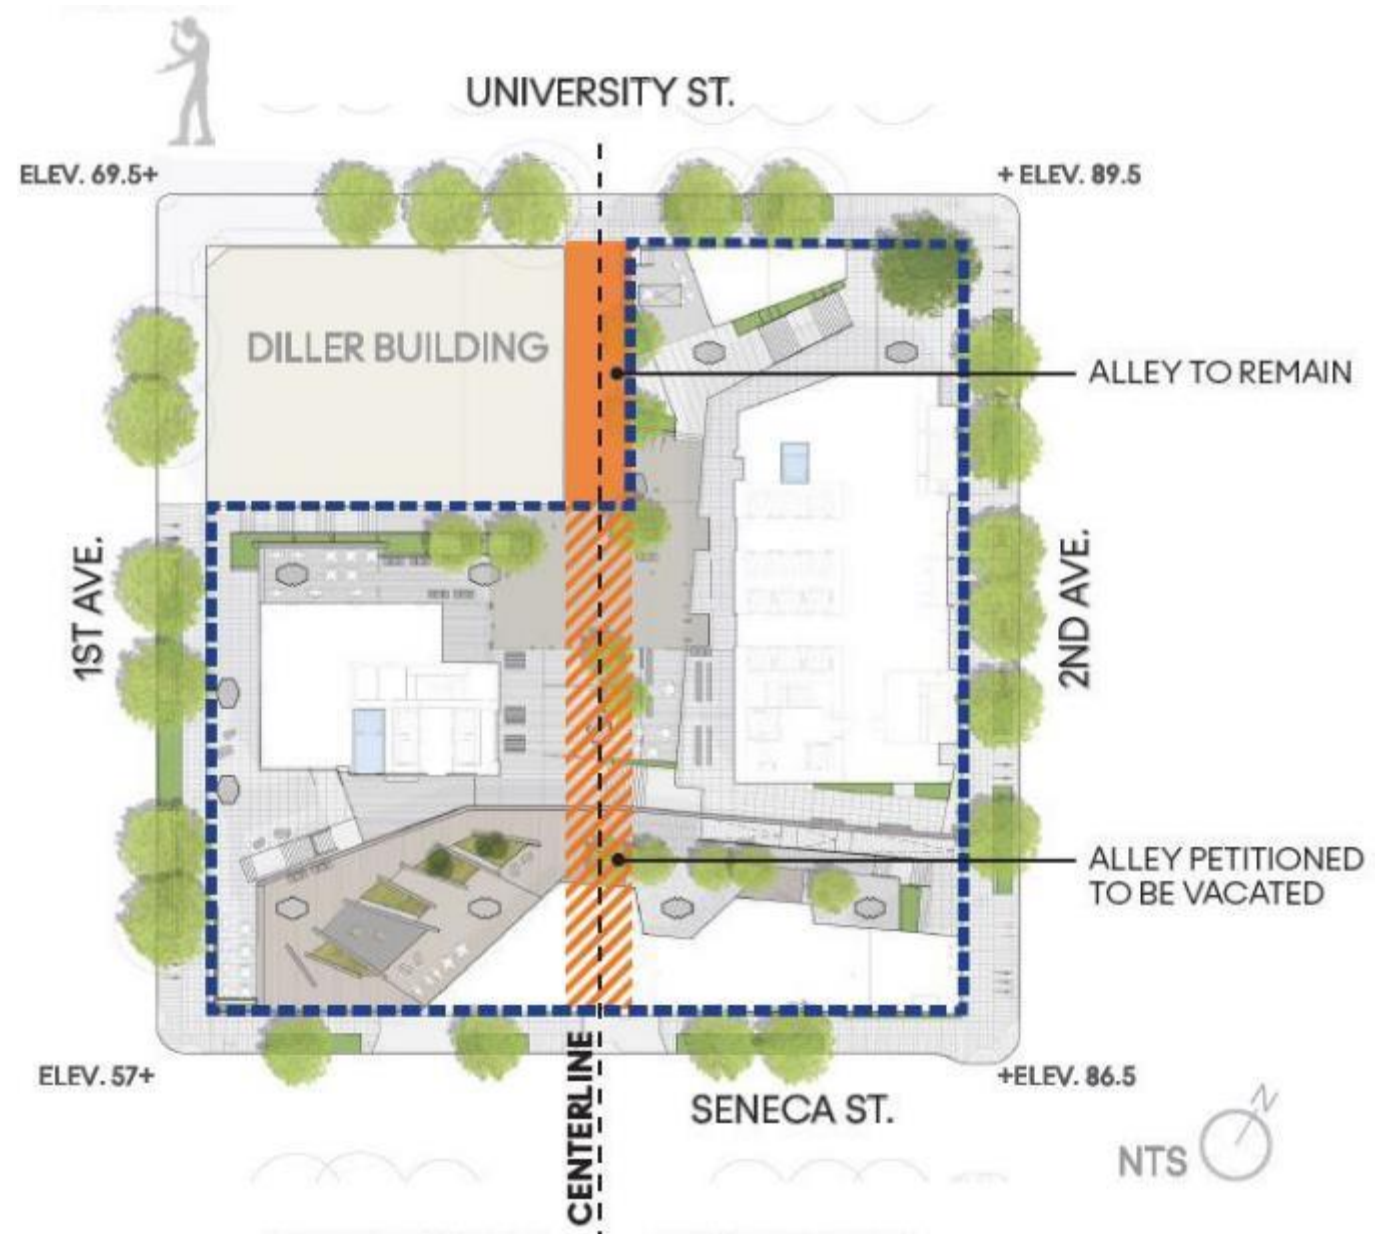 UNIVERSITY ST.
ELEV. 69.5+
+ ELEV. 89.5
DILLER BUILDING
ALLEY TO REMAIN
1ST AVE.
2ND AVE.
ALLEY PETITIONED
TO BE VACATED
ELEV. 57+
+ELEV. 86.5
CENTERLINE
SENECA ST.
N
NTS